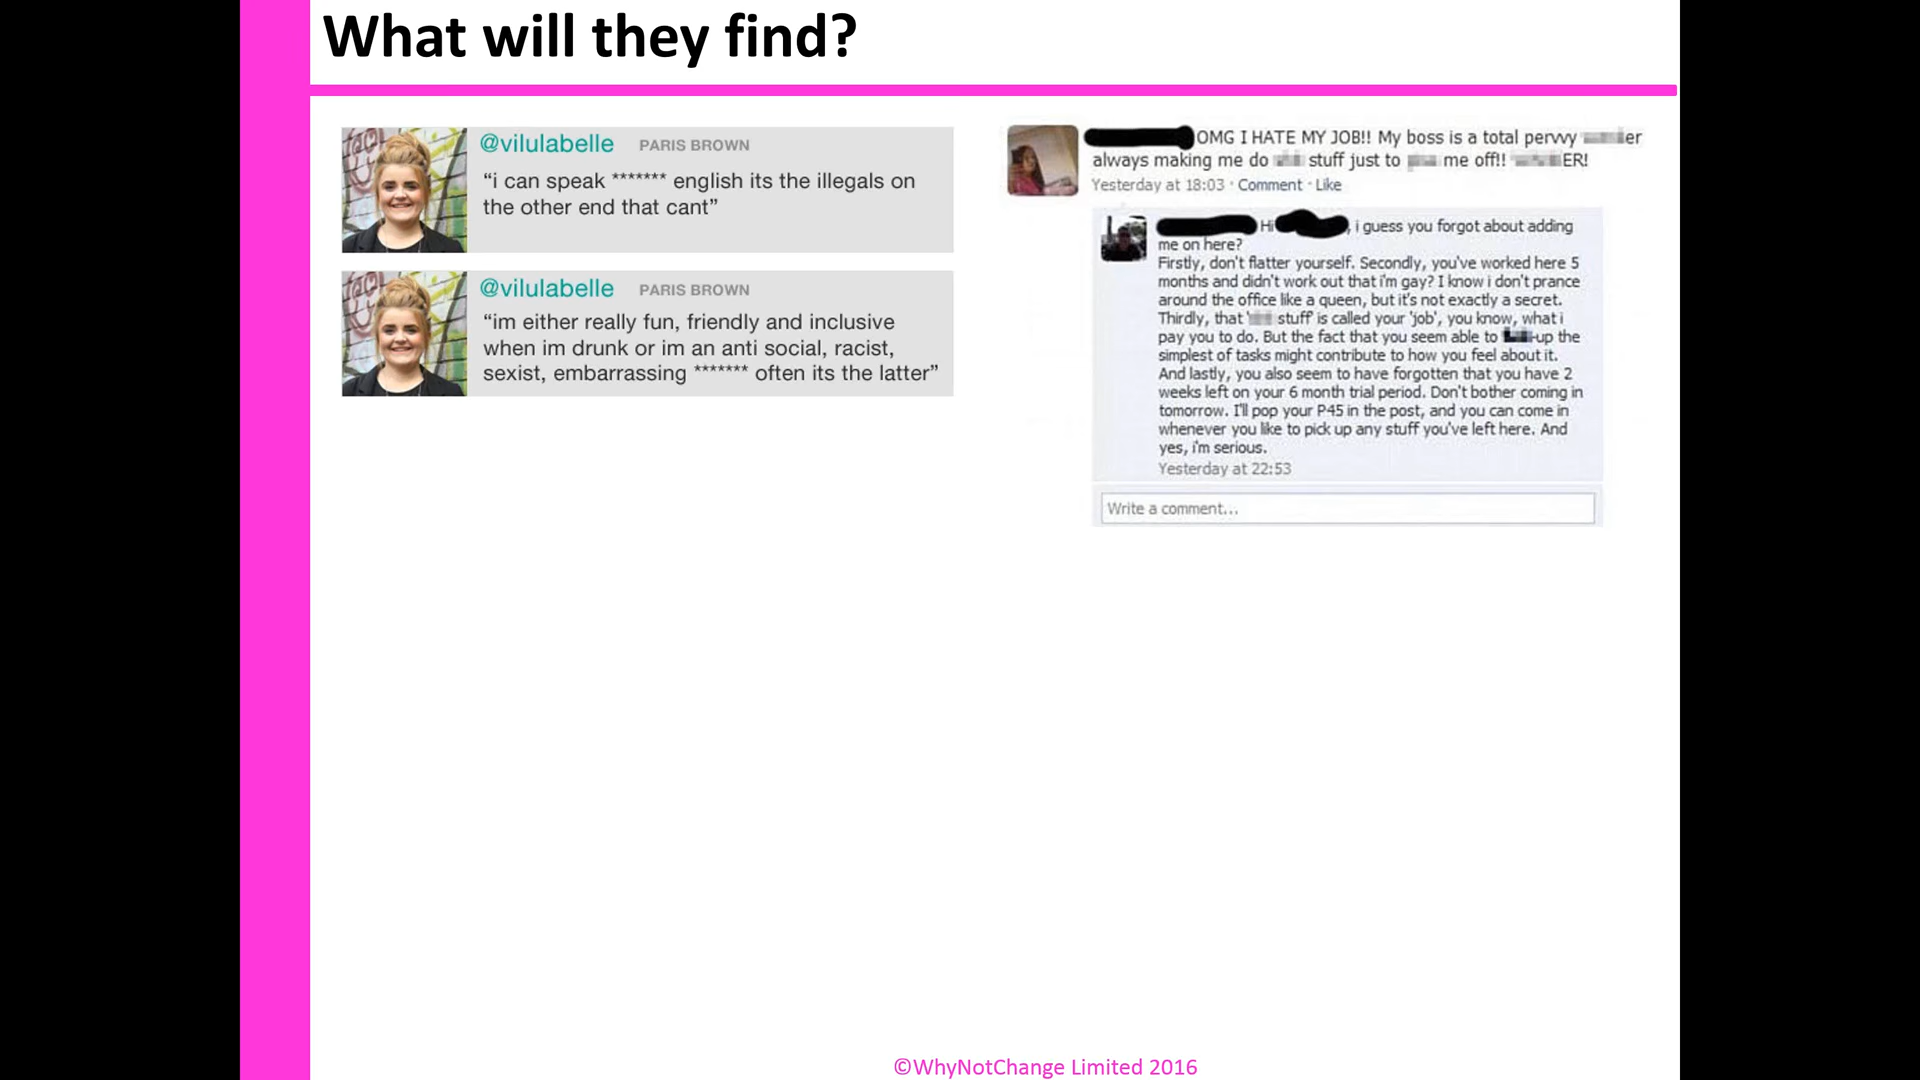 What will they find?
@vilulabelle PARIS BROWN
“i can speak ******* english its the illegals on
the other end that cant”
@vilulabelle PARIS BROWN
“im either really fun, friendly and inclusive
when im drunk or im an anti social, racist,
sexist, embarrassing ******* often its the latter”
OMG I HATE MY JOB!! My boss is a total pervvy er
always making me do stuff just to me off!! ER!
Yesterday at 18:03 · Comment · Like
Hi , i guess you forgot about adding
me on here?
Firstly, don't flatter yourself. Secondly, you've worked here 5
months and didn't work out that i'm gay? I know i don't prance
around the office like a queen, but it's not exactly a secret.
Thirdly, that ' stuff' is called your 'job', you know, what i
pay you to do. But the fact that you seem able to -up the
simplest of tasks might contribute to how you feel about it.
And lastly, you also seem to have forgotten that you have 2
weeks left on your 6 month trial period. Don't bother coming in
tomorrow. I'll pop your P45 in the post, and you can come in
whenever you like to pick up any stuff you've left here. And
yes, i'm serious.
Yesterday at 22:53
Write a comment...
©WhyNotChange Limited 2016